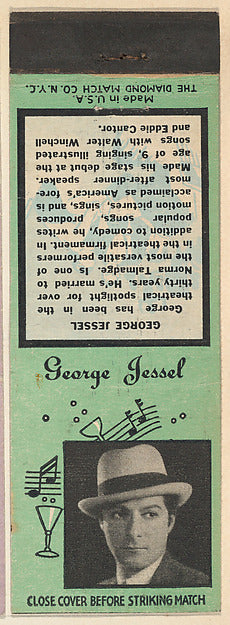 George Jessel
CLOSE COVER BEFORE STRIKING MATCH
GEORGE JESSEL
George has been in the
theatrical spotlight for over
thirty years. He's married to
Norma Talmadge. Is one of
the most versatile performers
in the theatrical firmament. In
addition to comedy, he writes
popular songs, produces
motion pictures, sings, and is
acclaimed as America's fore-
most after-dinner speaker.
Made his stage debut at the
age of 9, singing illustrated
songs with Walter Winchell
and Eddie Cantor.
Made in U.S.A.
THE DIAMOND MATCH CO. N.Y.C.